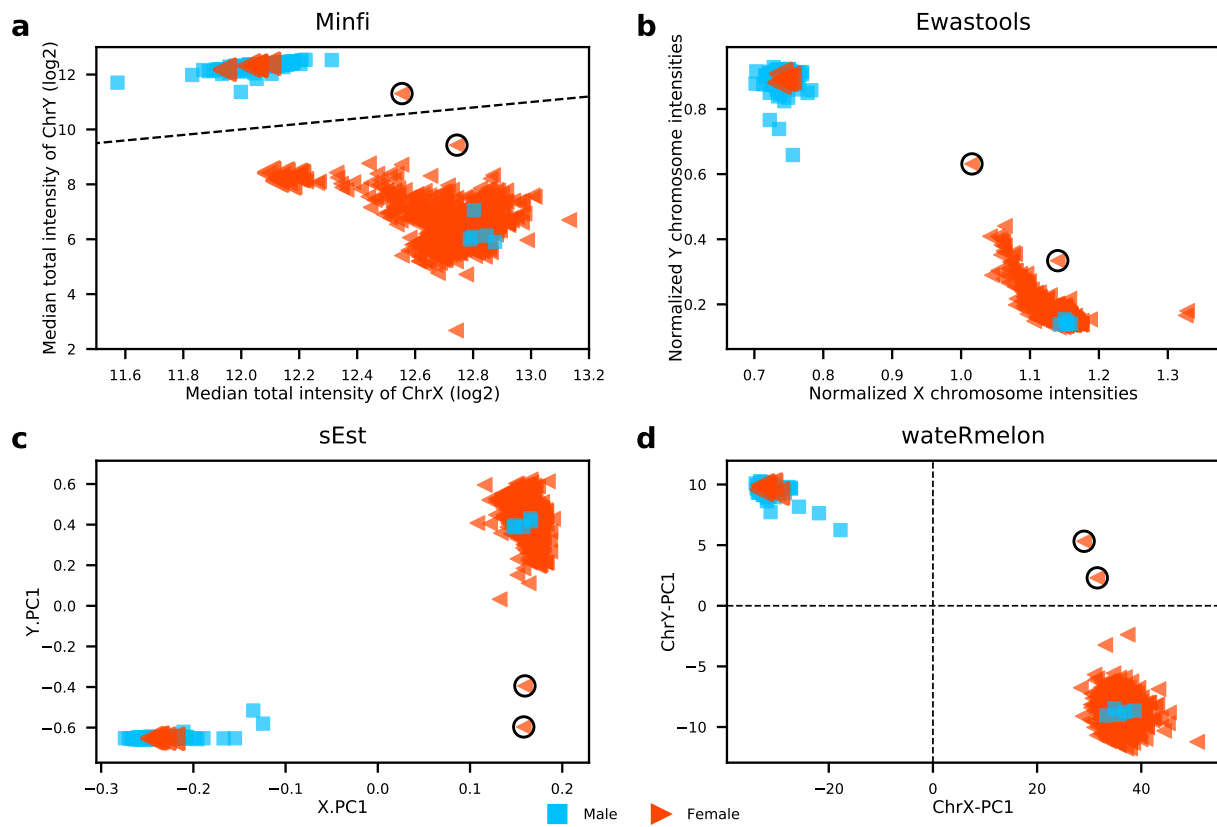 a
Minfi
12
10
8
6
4
2
Median total intensity of ChrY (log2)
11.6 11.8 12.0 12.2 12.4 12.6 12.8 13.0 13.2
Median total intensity of ChrX (log2)
b
Ewastools
0.8
0.6
0.4
0.2
Normalized Y chromosome intensities
0.7 0.8 0.9 1.0 1.1 1.2 1.3
Normalized X chromosome intensities
c
sEst
0.6
0.4
0.2
0.0
−0.2
−0.4
−0.6
Y.PC1
−0.3 −0.2 −0.1 0.0 0.1 0.2
X.PC1
d
wateRmelon
10
5
0
−5
−10
ChrY-PC1
−20 0 20 40
ChrX-PC1
Male Female